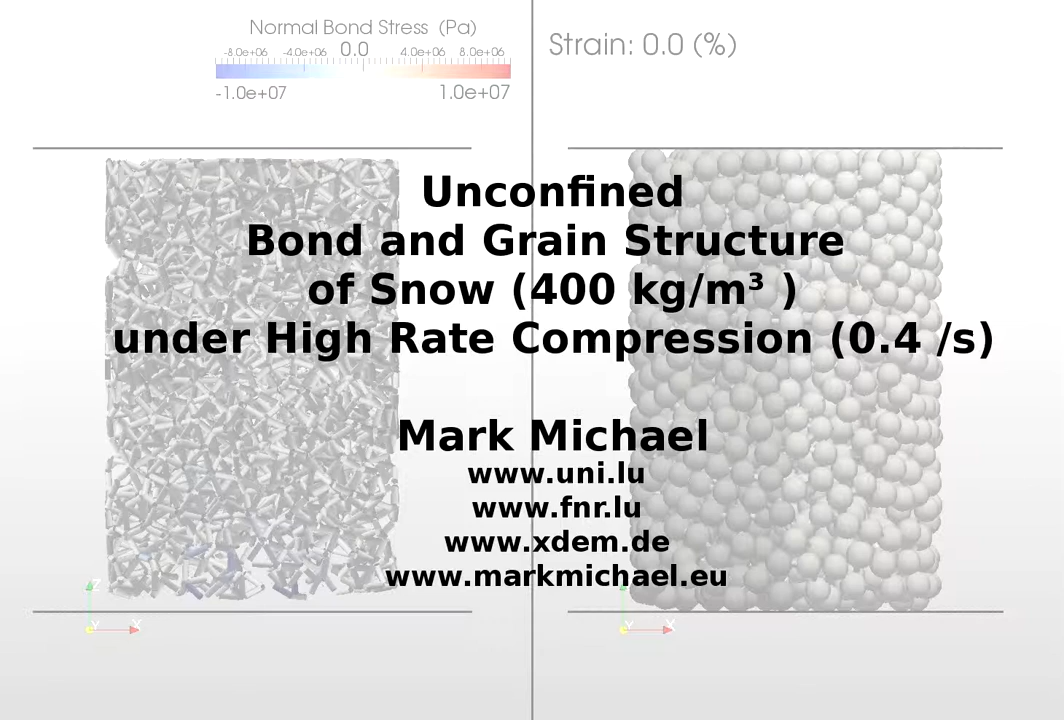 Normal Bond Stress (Pa)
-8.0e+06 -4.0e+06 0.0 4.0e+06 8.0e+06
-1.0e+07 1.0e+07
Strain: 0.0 (%)
Unconfined
Bond and Grain Structure
of Snow (400 kg/m³ )
under High Rate Compression (0.4 /s)
Mark Michael
www.uni.lu
www.fnr.lu
www.xdem.de
www.markmichael.eu
Z
Y X
Y X